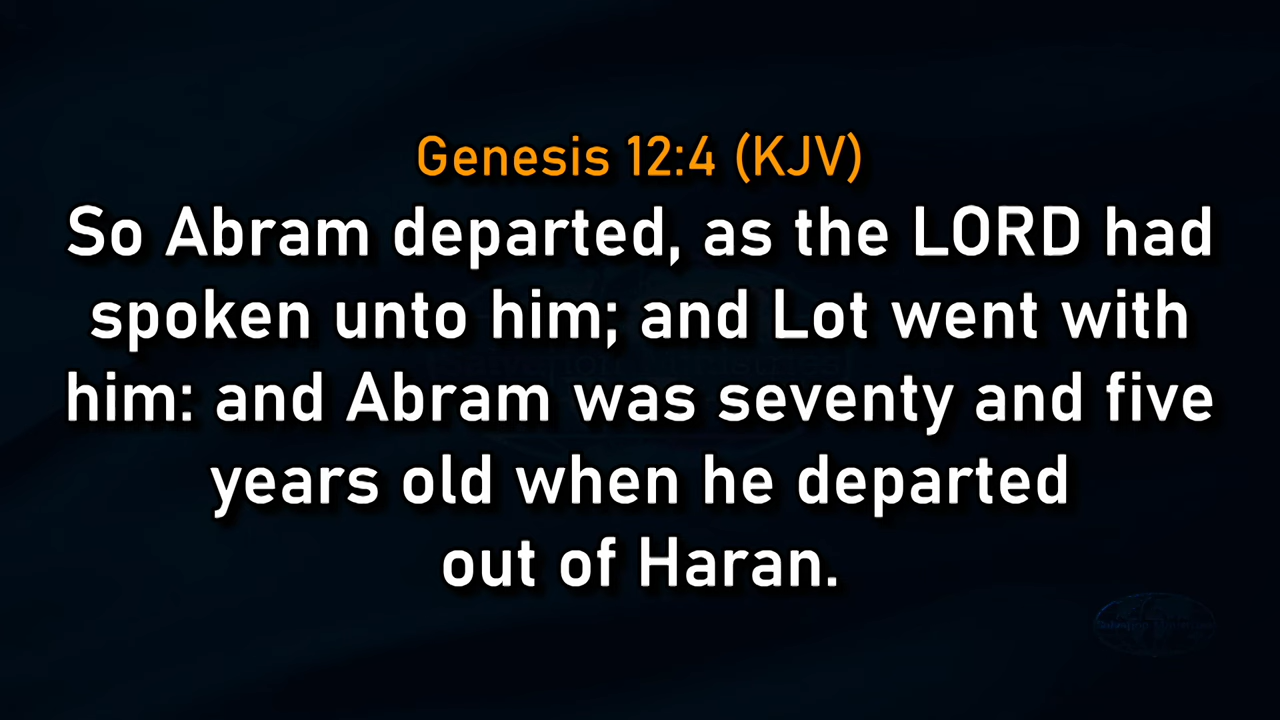 Genesis 12:4 (KJV)
So Abram departed, as the LORD had
spoken unto him; and Lot went with
him: and Abram was seventy and five
years old when he departed
out of Haran.